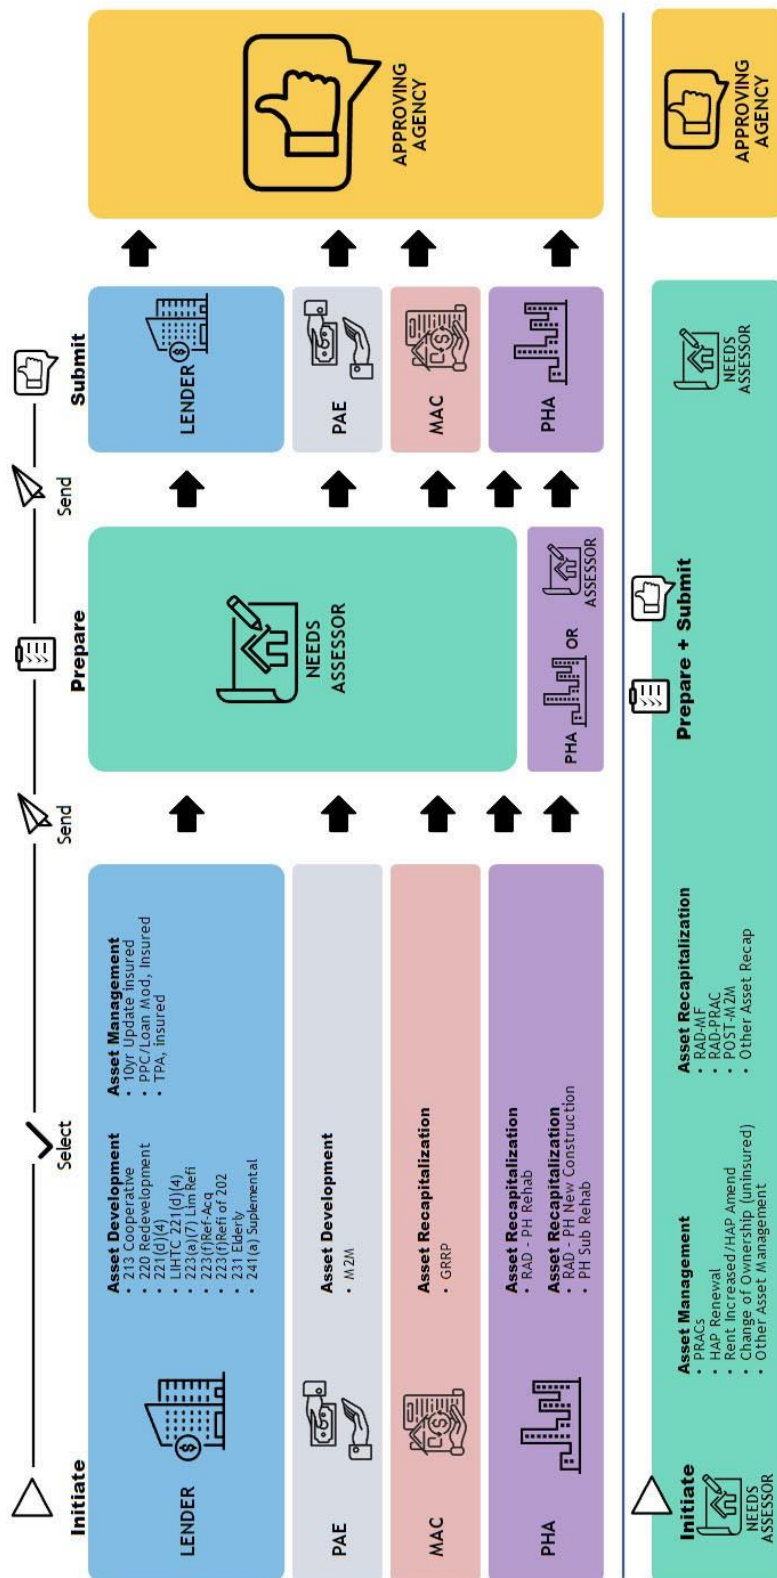 Select
Send
Send
Initiate
Prepare
Submit
LENDER
Asset Development
• 213 Cooperative
• 220 Redevelopment
• 221(d)(4)
• LIHTC 221(d)(4)
• 223(a)(7) Lim Refi
• 223(f)Ref-Acq
• 223(f)Refi of 202
• 231 Elderly
• 241(a) Suplemental
Asset Management
• 10yr Update insured
• PPC/Loan Mod, Insured
• TPA, insured
PAE
Asset Development
• M2M
MAC
Asset Recapitalization
• GRRP
PHA
Asset Recapitalization
• RAD - PH Rehab
Asset Recapitalization
• RAD - PH New Construction
• PH Sub Rehab
NEEDS
ASSESSOR
PHA
OR
NEEDS
ASSESSOR
LENDER
PAE
MAC
PHA
APPROVING
AGENCY
Initiate
Prepare + Submit
NEEDS
ASSESSOR
Asset Management
• PRACs
• HAP Renewal
• Rent Increased/HAP Amend
• Change of Ownership (uninsured)
• Other Asset Management
Asset Recapitalization
• RAD-MF
• RAD-PRAC
• POST-M2M
• Other Asset Recap
NEEDS
ASSESSOR
APPROVING
AGENCY